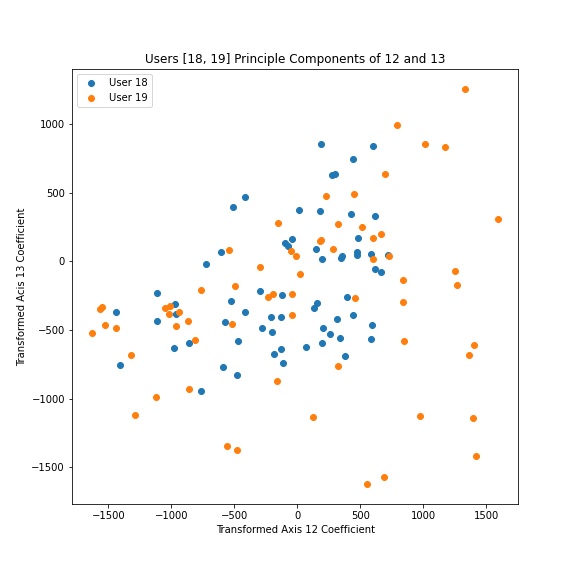 Users [18, 19] Principle Components of 12 and 13
User 18
User 19
1000
500
0
−500
−1000
−1500
Transformed Acis 13 Coefficient
−1500 −1000 −500 0 500 1000 1500
Transformed Axis 12 Coefficient